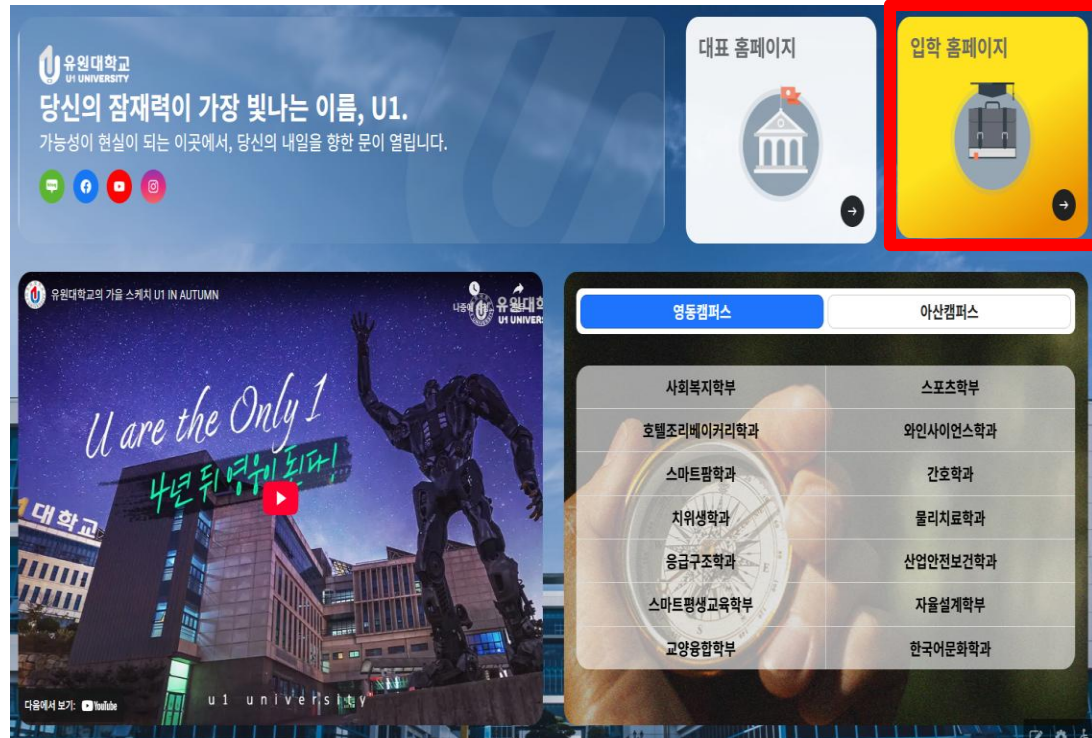 유원대학교
U1 UNIVERSITY
당신의 잠재력이 가장 빛나는 이름, U1.
가능성이 현실이 되는 이곳에서, 당신의 내일을 향한 문이 열립니다.
대표 홈페이지
입학 홈페이지
유원대학교의 가을 스케치 U1 IN AUTUMN
U are the Only 1
4년 뒤 영웅이 된다!
대학교
u1 university
다음에서 보기: YouTube
영동캠퍼스
아산캠퍼스
사회복지학부
스포츠학부
호텔조리베이커리학과
와인사이언스학과
스마트팜학과
간호학과
치위생학과
물리치료학과
응급구조학과
산업안전보건학과
스마트평생교육학부
자율설계학부
교양융합학부
한국어문화학과